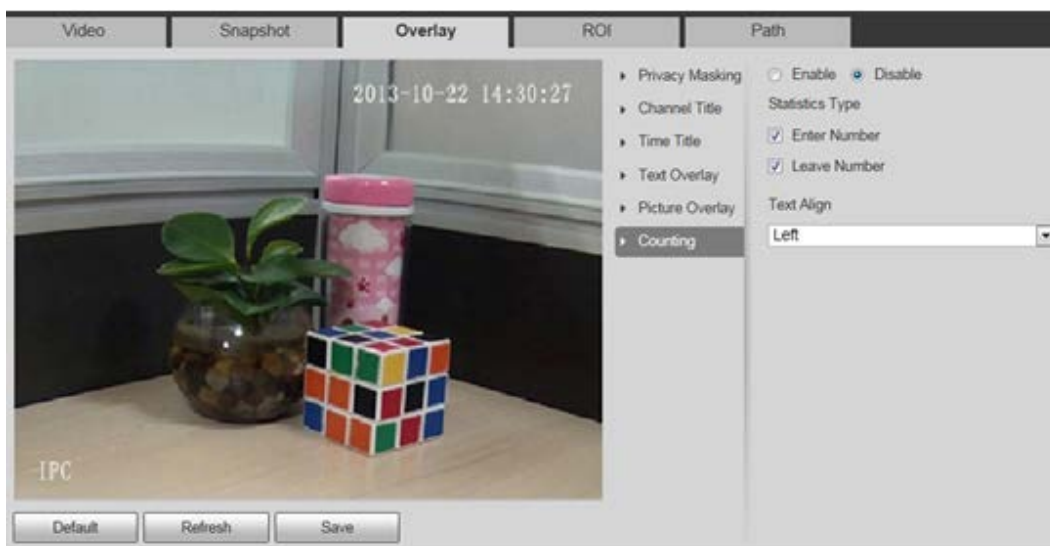 Video Snapshot Overlay ROI Path
2013-10-22 14:30:27
IPC
Privacy Masking
Channel Title
Time Title
Text Overlay
Picture Overlay
Counting
Enable Disable
Statistics Type
Enter Number
Leave Number
Text Align
Left
Default Refresh Save